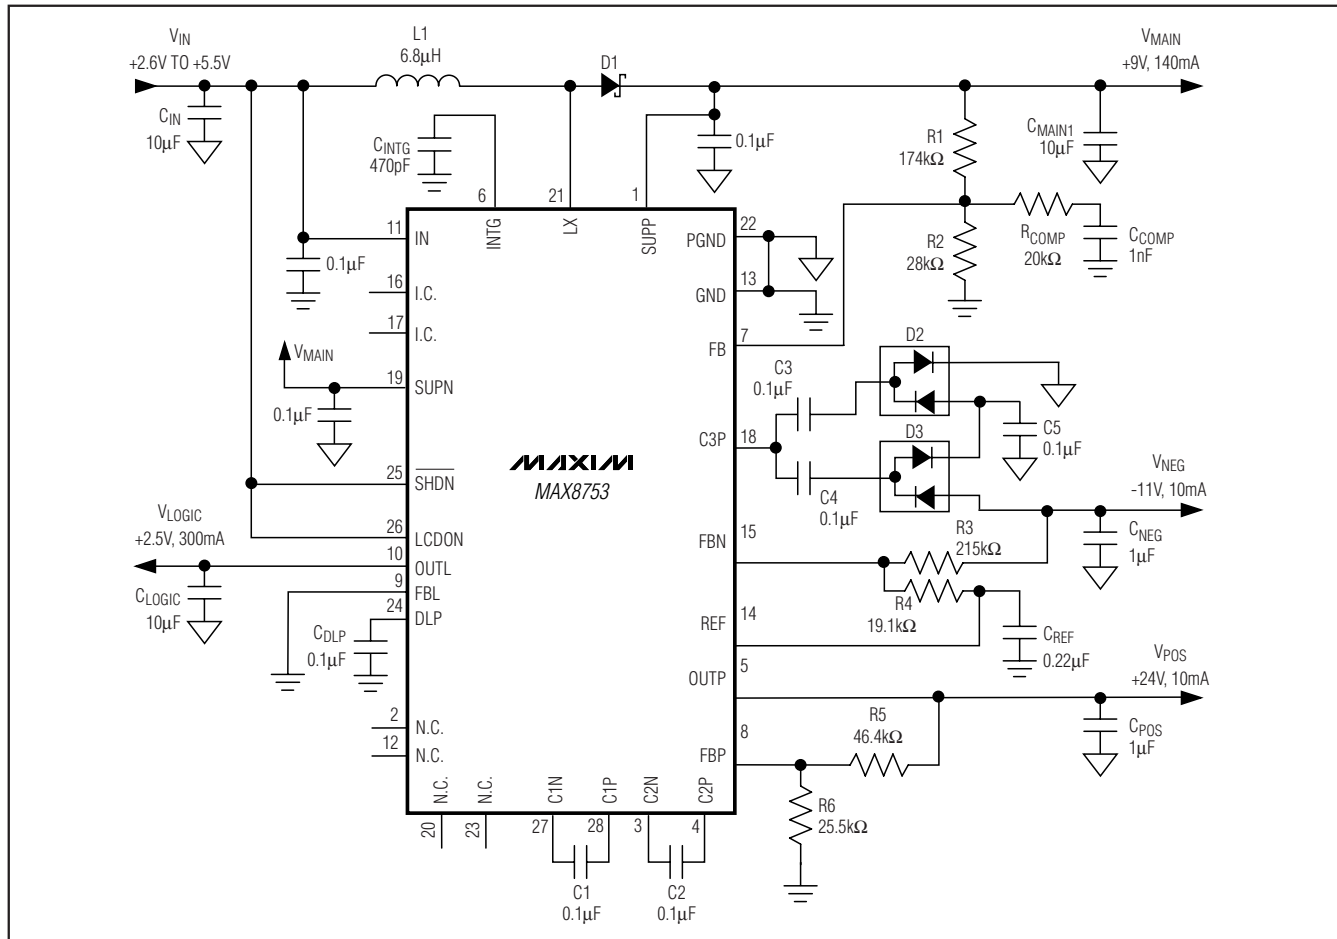 VIN
+2.6V TO +5.5V
L1
6.8µH
D1
VMAIN
+9V, 140mA
CIN
10µF
CINTG
470pF
0.1µF
R1
174kΩ
CMAIN1
10µF
6
21
1
INTG
LX
SUPP
11
IN
0.1µF
PGND
22
R2
28kΩ
RCOMP
20kΩ
CCOMP
1nF
16
I.C.
GND
13
17
I.C.
FB
7
VMAIN
19
SUPN
0.1µF
C3
0.1µF
D2
C3P
18
C5
0.1µF
D3
25
SHDN
MAXIM
MAX8753
C4
0.1µF
VNEG
-11V, 10mA
VLOGIC
+2.5V, 300mA
26
LCDON
FBN
15
R3
215kΩ
CNEG
1µF
10
OUTL
9
FBL
CLOGIC
10µF
24
DLP
CDLP
0.1µF
R4
19.1kΩ
REF
14
CREF
0.22µF
OUTP
5
VPOS
+24V, 10mA
R5
46.4kΩ
CPOS
1µF
2
N.C.
12
N.C.
FBP
8
N.C.
N.C.
C1N
C1P
C2N
C2P
R6
25.5kΩ
20
23
27
28
3
4
C1
0.1µF
C2
0.1µF